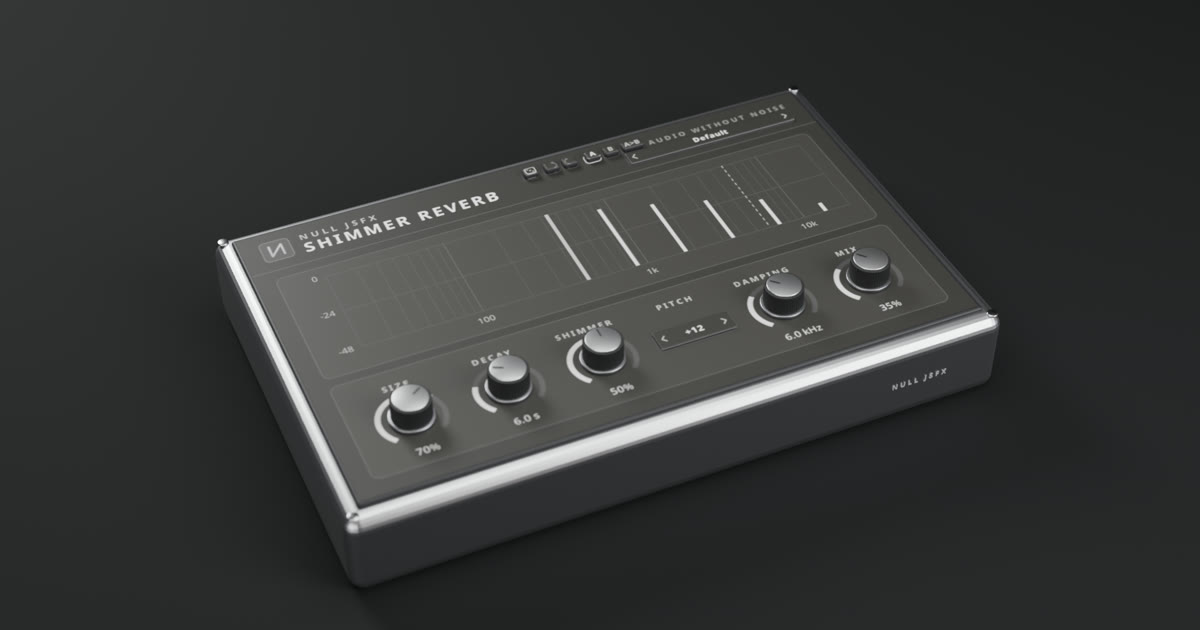 NULL JSFX
SHIMMER REVERB
A
B
A>B
AUDIO WITHOUT NOISE
< Default >
0
-24
-48
100
1k
10k
SIZE
70%
DECAY
6.0 s
SHIMMER
50%
PITCH
< +12 >
DAMPING
6.0 kHz
MIX
35%
NULL JSFX